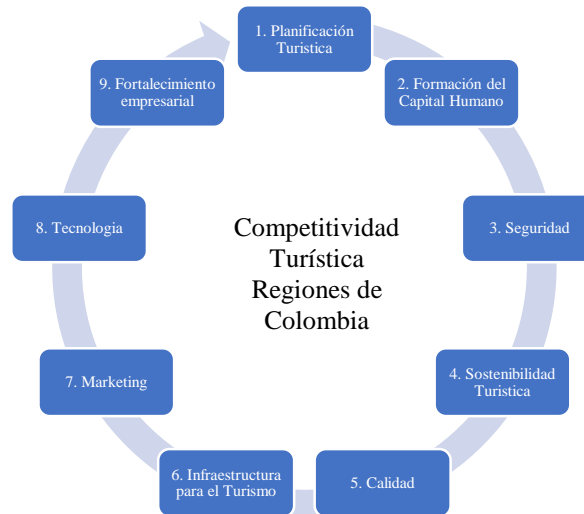 1. Planificación
Turistica
2. Formación del
Capital Humano
3. Seguridad
4. Sostenibilidad
Turistica
5. Calidad
6. Infraestructura
para el Turismo
7. Marketing
8. Tecnologia
9. Fortalecimiento
empresarial
Competitividad
Turística
Regiones de
Colombia